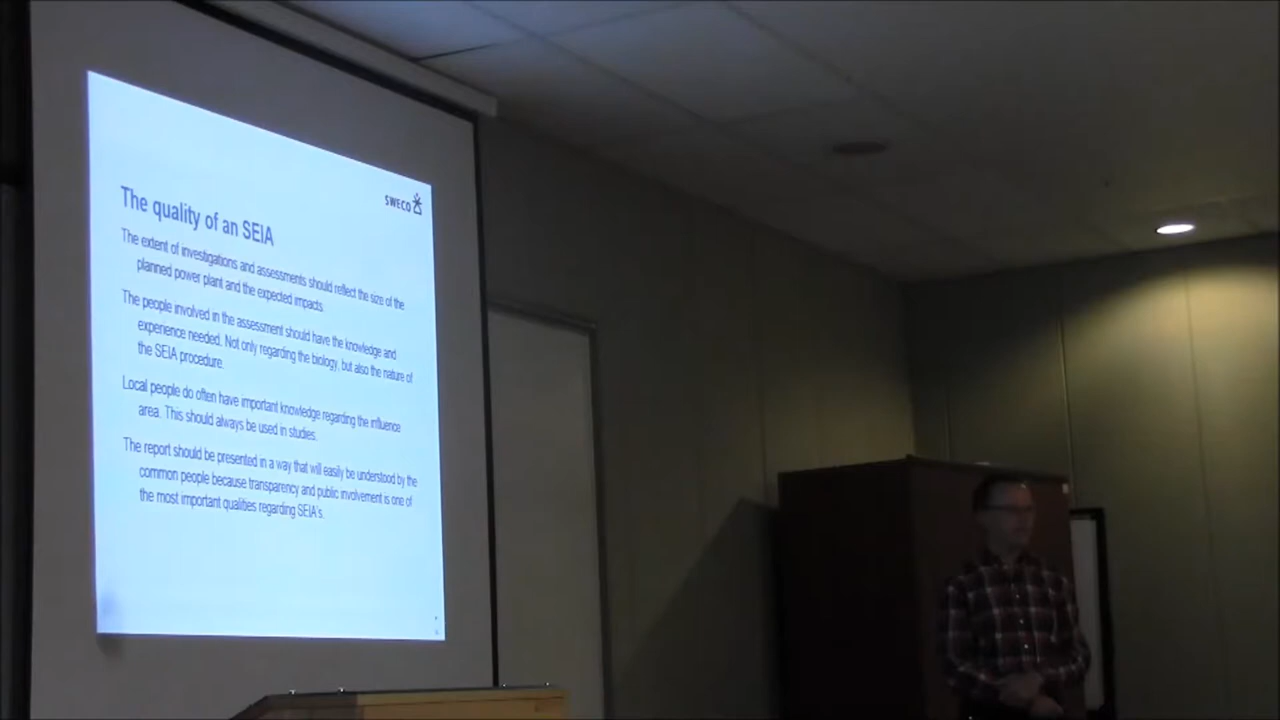 SWECO
The quality of an SEIA
The extent of investigations and assessments should reflect the size of the
planned power plant and the expected impacts.
The people involved in the assessment should have the knowledge and
experience needed. Not only regarding the biology, but also the nature of
the SEIA procedure.
Local people do often have important knowledge regarding the influence
area. This should always be used in studies.
The report should be presented in a way that will easily be understood by the
common people because transparency and public involvement is one of
the most important qualities regarding SEIA's.